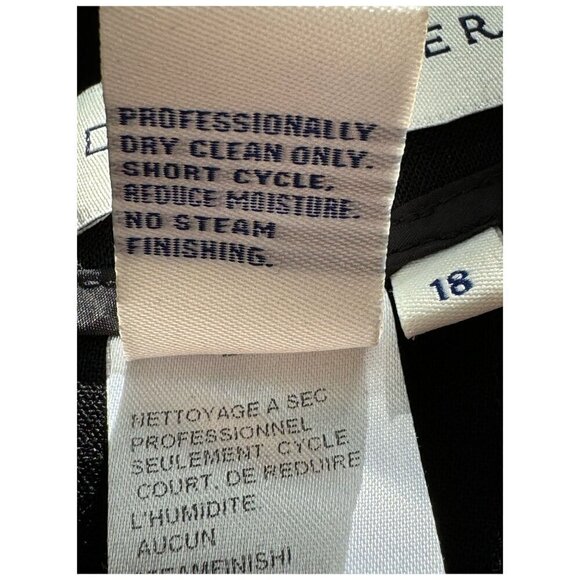 ER
PROFESSIONALLY
DRY CLEAN ONLY.
SHORT CYCLE.
REDUCE MOISTURE.
NO STEAM
FINISHING.
18
NETTOYAGE A SEC
PROFESSIONNEL
SEULEMENT. CYCLE
COURT. DE REDUIRE
L'HUMIDITE
AUCUN